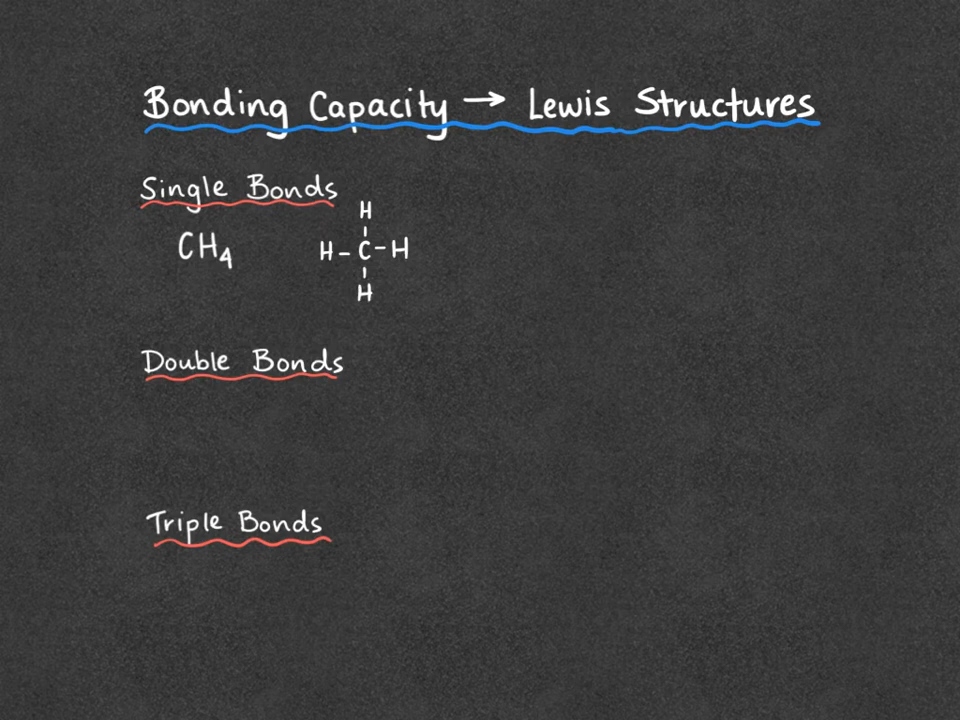 Bonding Capacity → Lewis Structures
Single Bonds
H
CH₄ H - C - H
H
Double Bonds
Triple Bonds